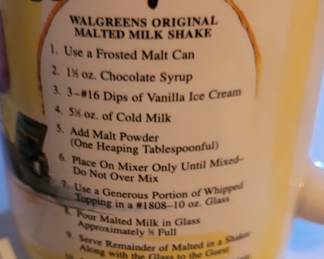 WALGREENS ORIGINAL
MALTED MILK SHAKE
1. Use a Frosted Malt Can
2. 1½ oz. Chocolate Syrup
3. 3-#16 Dips of Vanilla Ice Cream
4. 5½ oz. of Cold Milk
5. Add Malt Powder
(One Heaping Tablespoonful)
6. Place On Mixer Only Until Mixed-
Do Not Over Mix
7. Use a Generous Portion of Whipped
Topping in a #1808-10 oz. Glass
8. Pour Malted Milk in Glass
Approximately Full
9. Serve Remainder of Malted in a Shaker
Along with the Glass to the Guest